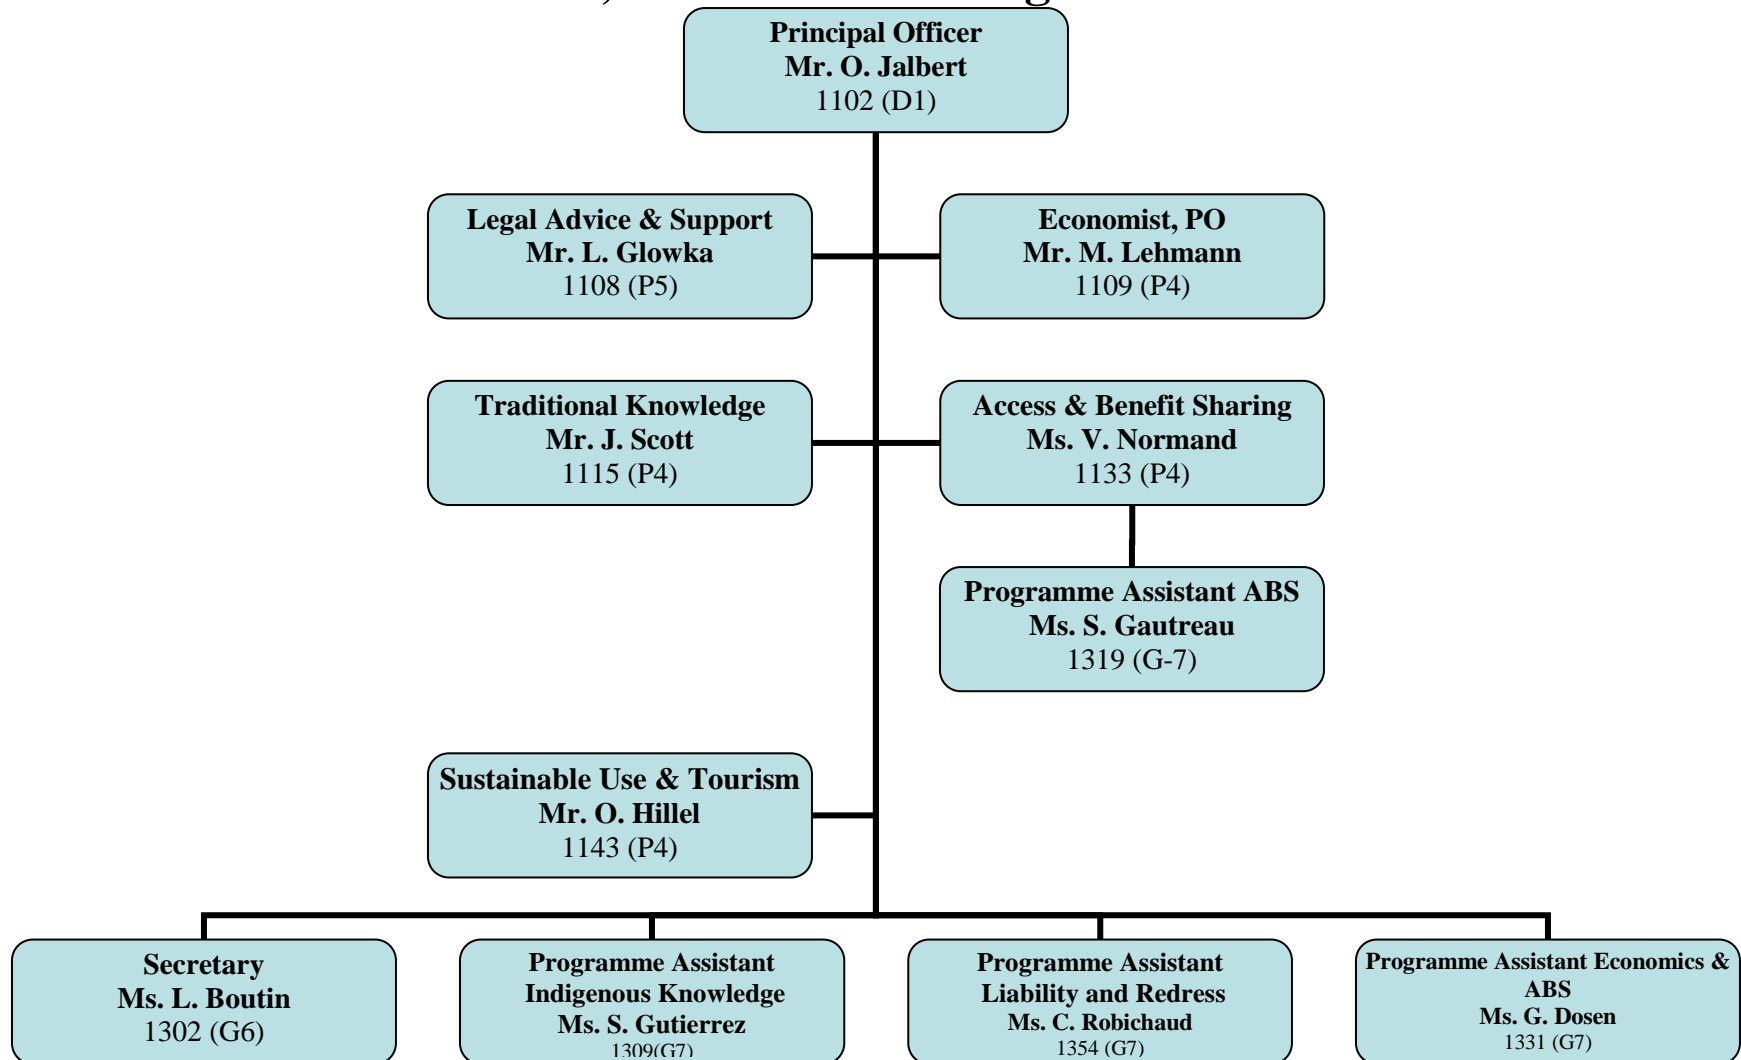 Principal Officer
Mr. O. Jalbert
1102 (D1)
Legal Advice & Support
Mr. L. Glowka
1108 (P5)
Economist, PO
Mr. M. Lehmann
1109 (P4)
Traditional Knowledge
Mr. J. Scott
1115 (P4)
Access & Benefit Sharing
Ms. V. Normand
1133 (P4)
Programme Assistant ABS
Ms. S. Gautreau
1319 (G-7)
Sustainable Use & Tourism
Mr. O. Hillel
1143 (P4)
Secretary
Ms. L. Boutin
1302 (G6)
Programme Assistant
Indigenous Knowledge
Ms. S. Gutierrez
1309(G7)
Programme Assistant
Liability and Redress
Ms. C. Robichaud
1354 (G7)
Programme Assistant Economics &
ABS
Ms. G. Dosen
1331 (G7)